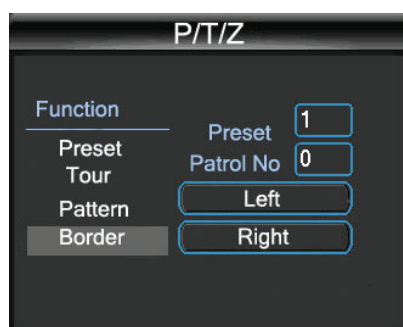 P/T/Z
Function
Preset
Tour
Pattern
Border
Preset 1
Patrol No 0
Left
Right